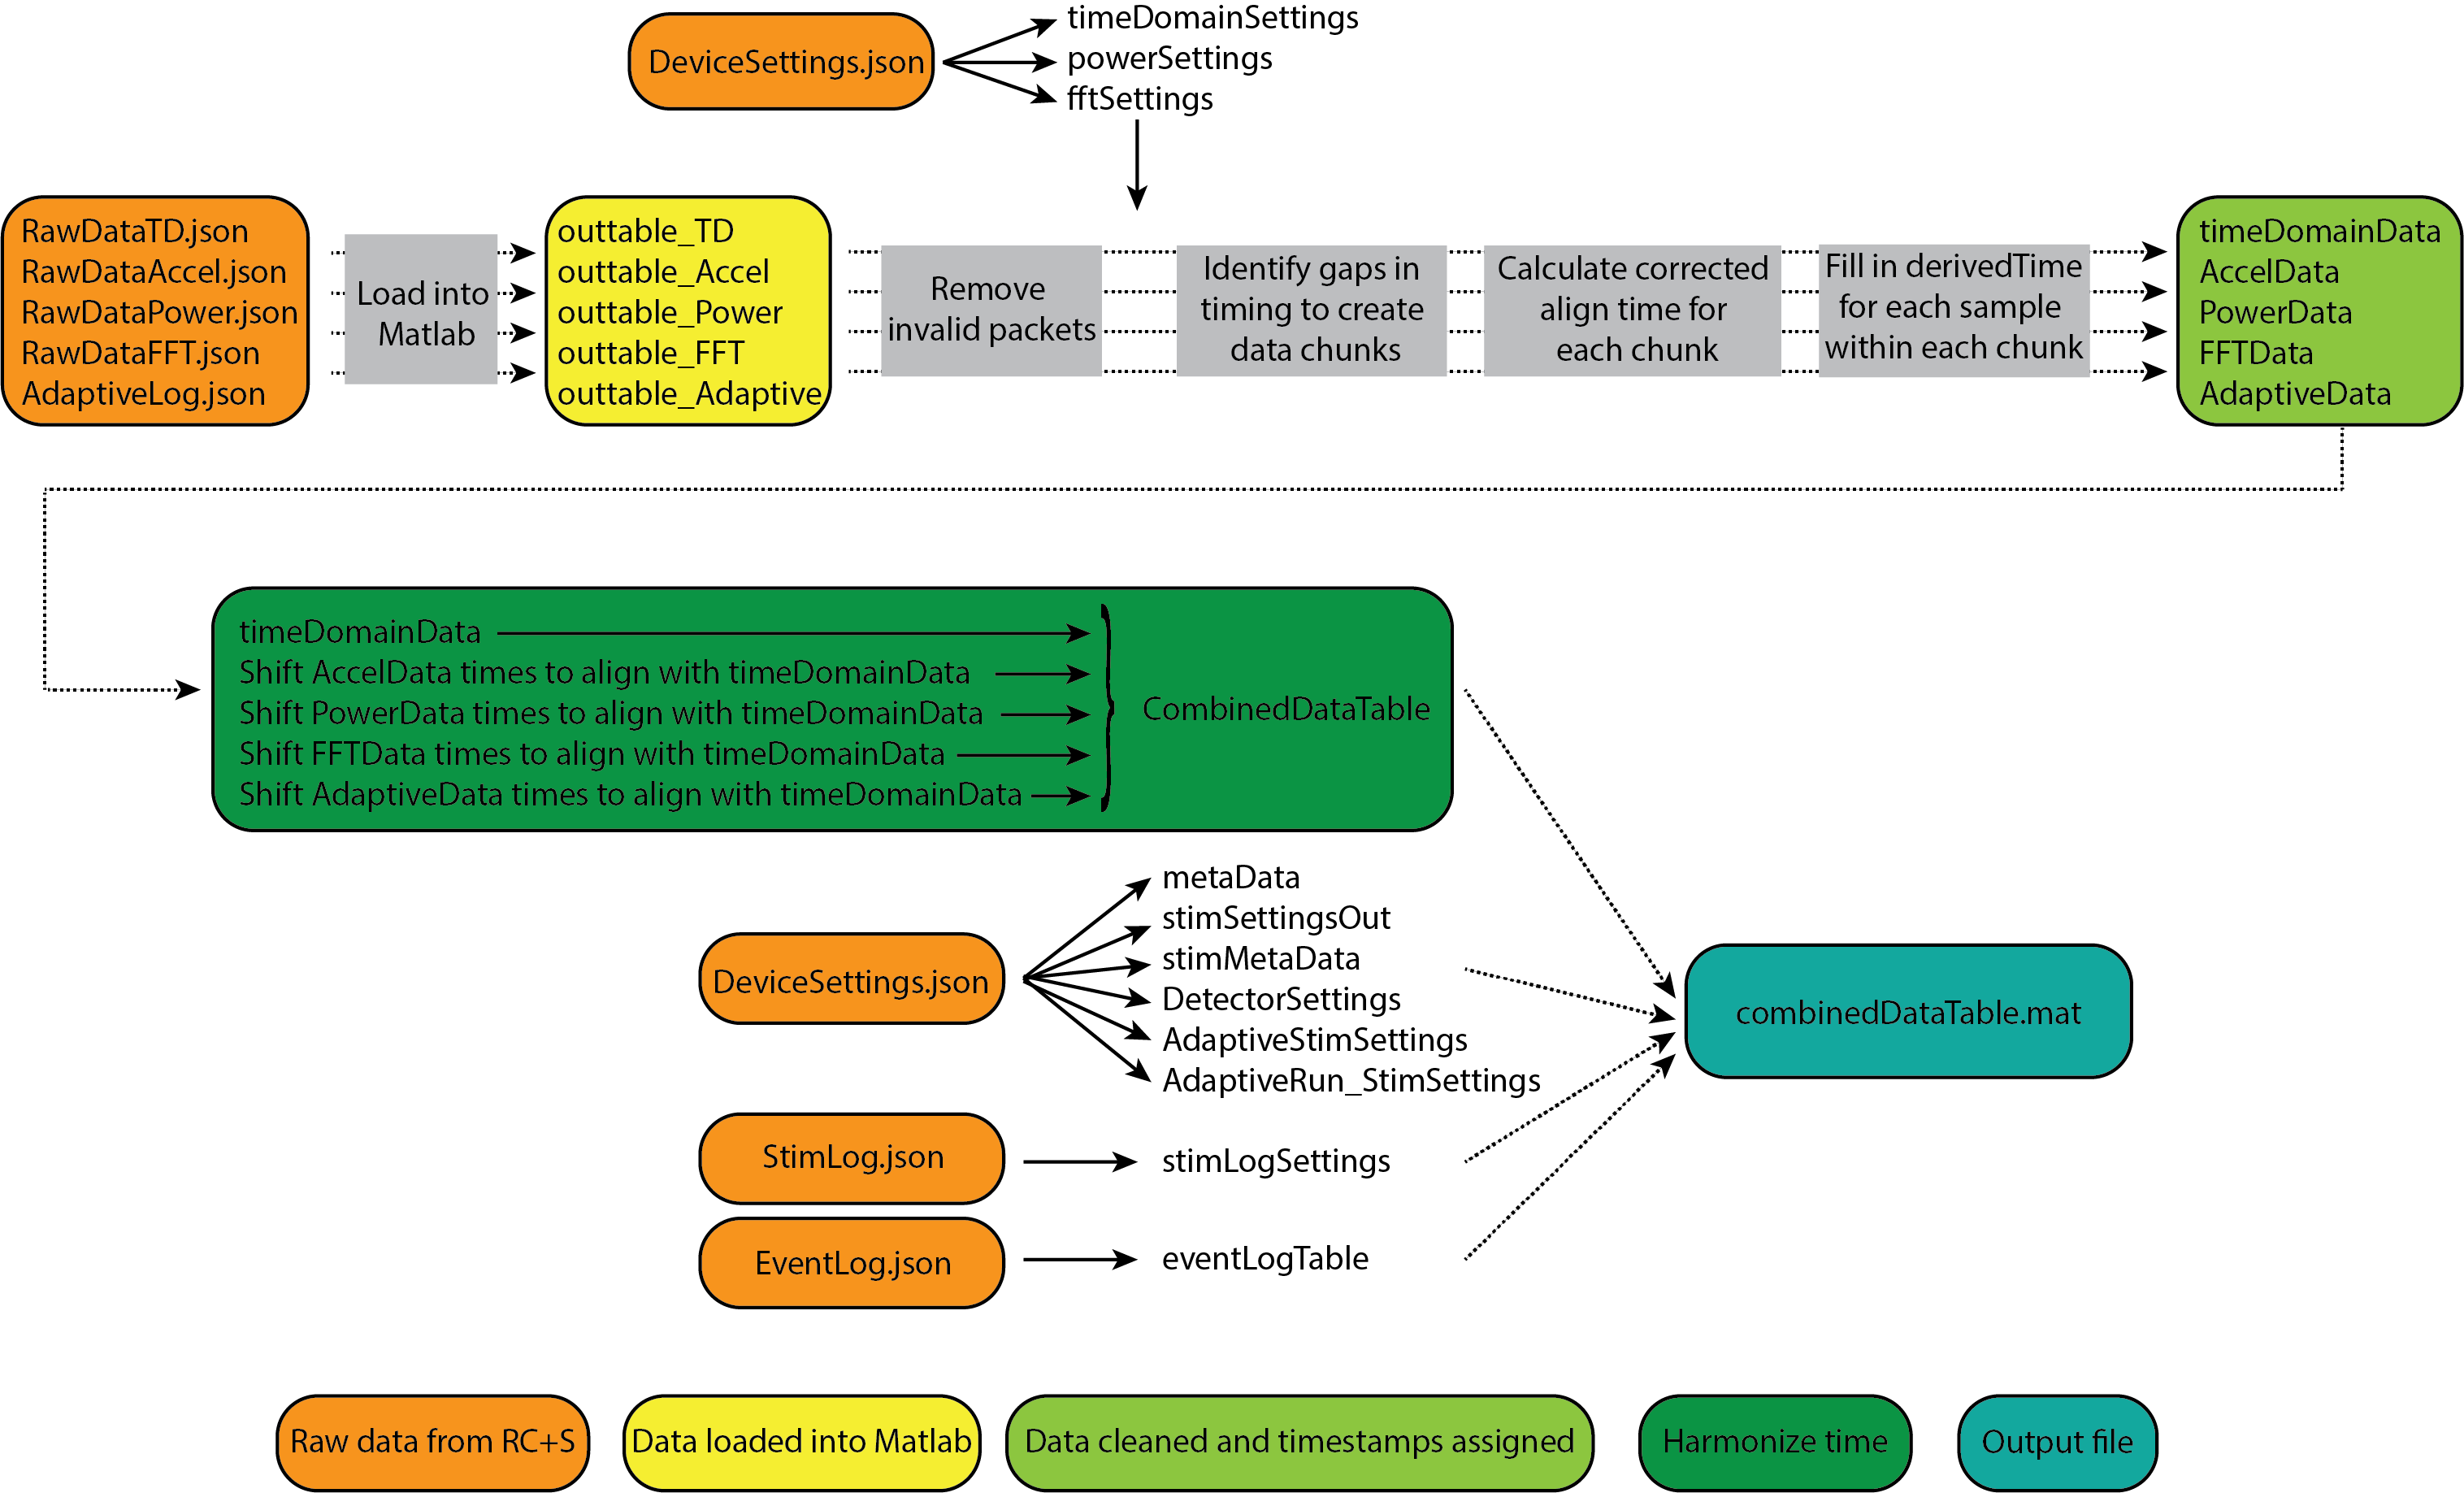 DeviceSettings.json
timeDomainSettings
powerSettings
fftSettings
RawDataTD.json
RawDataAccel.json
RawDataPower.json
RawDataFFT.json
AdaptiveLog.json
Load into
Matlab
outtable_TD
outtable_Accel
outtable_Power
outtable_FFT
outtable_Adaptive
Remove
invalid packets
Identify gaps in
timing to create
data chunks
Calculate corrected
align time for
each chunk
Fill in derivedTime
for each sample
within each chunk
timeDomainData
AccelData
PowerData
FFTData
AdaptiveData
timeDomainData
Shift AccelData times to align with timeDomainData
Shift PowerData times to align with timeDomainData
Shift FFTData times to align with timeDomainData
Shift AdaptiveData times to align with timeDomainData
CombinedDataTable
DeviceSettings.json
metaData
stimSettingsOut
stimMetaData
DetectorSettings
AdaptiveStimSettings
AdaptiveRun_StimSettings
StimLog.json
stimLogSettings
EventLog.json
eventLogTable
combinedDataTable.mat
Raw data from RC+S
Data loaded into Matlab
Data cleaned and timestamps assigned
Harmonize time
Output file